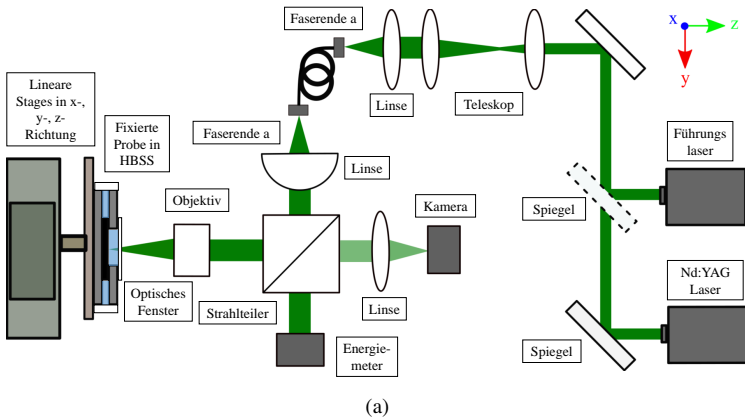 Faserende a
x
z
y
Linse
Teleskop
Lineare
Stages in x-,
y-, z-
Richtung
Fixierte
Probe in
HBSS
Faserende a
Linse
Führungs
laser
Objektiv
Kamera
Spiegel
Optisches
Fenster
Strahlteiler
Linse
Nd:YAG
Laser
Energie-
meter
Spiegel
(a)